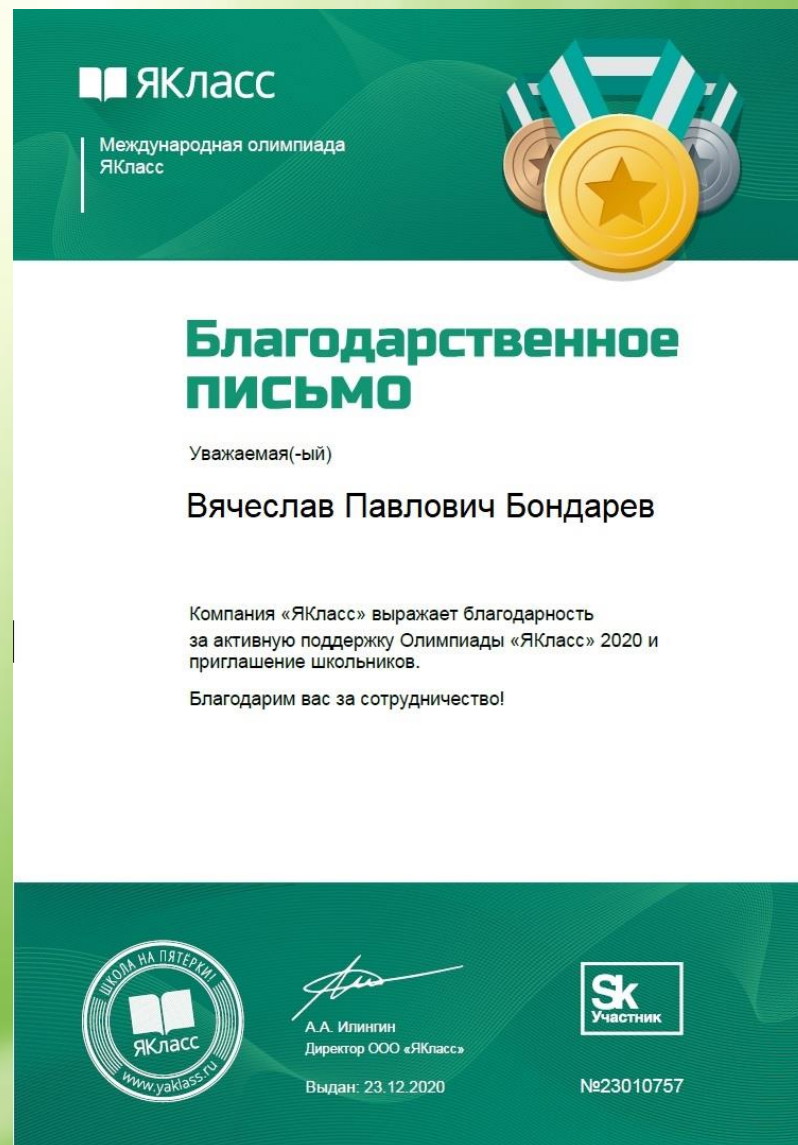 ЯКласс
Международная олимпиада
ЯКласс
Благодарственное
письмо
Уважаемая(-ый)
Вячеслав Павлович Бондарев
Компания «ЯКласс» выражает благодарность
за активную поддержку Олимпиады «ЯКласс» 2020 и
приглашение школьников.
Благодарим вас за сотрудничество!
ШКОЛА НА ПЯТЕРКИ!
ЯКласс
www.yaklass.ru
А.А. Илингин
Директор ООО «ЯКласс»
Выдан: 23.12.2020
Sk
Участник
№23010757